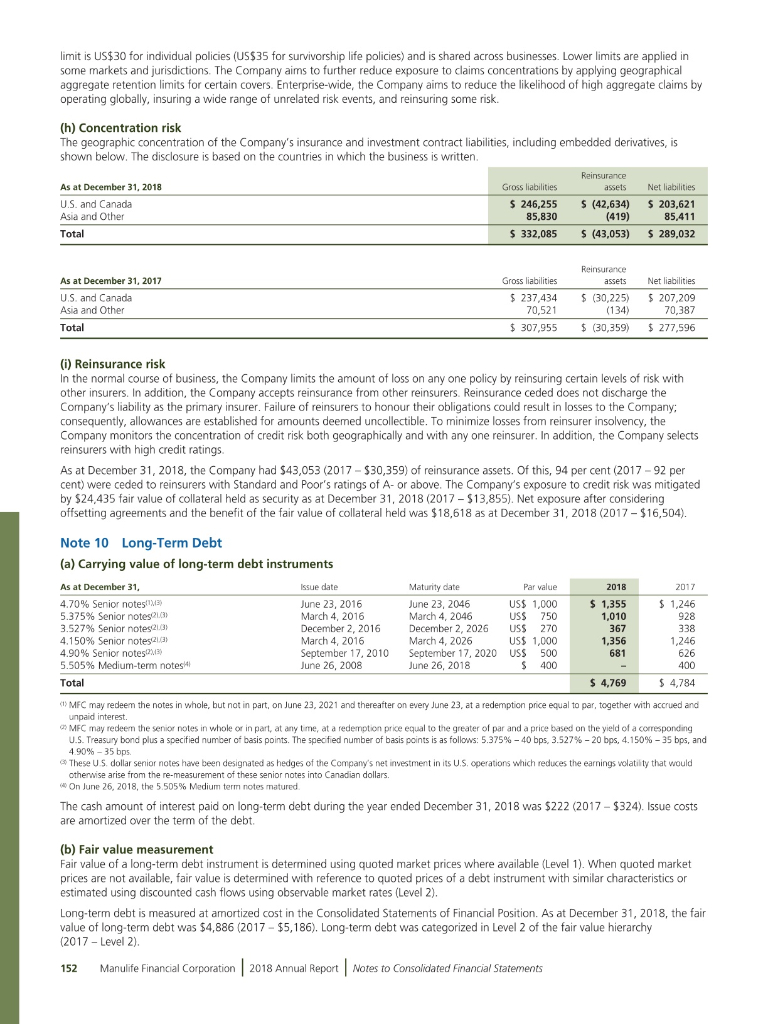 limit is US$30 for individual policies (US$35 for survivorship life policies) and is shared across businesses. Lower limits are applied in
some markets and jurisdictions. The Company aims to further reduce exposure to claims concentrations by applying geographical
aggregate retention limits for certain covers. Enterprise-wide, the Company aims to reduce the likelihood of high aggregate claims by
operating globally, insuring a wide range of unrelated risk events, and reinsuring some risk.
(h) Concentration risk
The geographic concentration of the Company's insurance and investment contract liabilities, including embedded derivatives, is
shown below. The disclosure is based on the countries in which the business is written.
As at December 31, 2018 Gross liabilities Reinsurance assets Net liabilities
U.S. and Canada $ 246,255 $ (42,634) $ 203,621
Asia and Other 85,830 (419) 85,411
Total $ 332,085 $ (43,053) $ 289,032
As at December 31, 2017 Gross liabilities Reinsurance assets Net liabilities
U.S. and Canada $ 237,434 $ (30,225) $ 207,209
Asia and Other 70,521 (134) 70,387
Total $ 307,955 $ (30,359) $ 277,596
(i) Reinsurance risk
In the normal course of business, the Company limits the amount of loss on any one policy by reinsuring certain levels of risk with
other insurers. In addition, the Company accepts reinsurance from other reinsurers. Reinsurance ceded does not discharge the
Company's liability as the primary insurer. Failure of reinsurers to honour their obligations could result in losses to the Company;
consequently, allowances are established for amounts deemed uncollectible. To minimize losses from reinsurer insolvency, the
Company monitors the concentration of credit risk both geographically and with any one reinsurer. In addition, the Company selects
reinsurers with high credit ratings.
As at December 31, 2018, the Company had $43,053 (2017 – $30,359) of reinsurance assets. Of this, 94 per cent (2017 – 92 per
cent) were ceded to reinsurers with Standard and Poor's ratings of A- or above. The Company's exposure to credit risk was mitigated
by $24,435 fair value of collateral held as security as at December 31, 2018 (2017 – $13,855). Net exposure after considering
offsetting agreements and the benefit of the fair value of collateral held was $18,618 as at December 31, 2018 (2017 – $16,504).
Note 10 Long-Term Debt
(a) Carrying value of long-term debt instruments
As at December 31, Issue date Maturity date Par value 2018 2017
4.70% Senior notes(1),(3) June 23, 2016 June 23, 2046 US$ 1,000 $ 1,355 $ 1,246
5.375% Senior notes(2),(3) March 4, 2016 March 4, 2046 US$ 750 1,010 928
3.527% Senior notes(2),(3) December 2, 2016 December 2, 2026 US$ 270 367 338
4.150% Senior notes(2),(3) March 4, 2016 March 4, 2026 US$ 1,000 1,356 1,246
4.90% Senior notes(2),(3) September 17, 2010 September 17, 2020 US$ 500 681 626
5.505% Medium-term notes(4) June 26, 2008 June 26, 2018 $ 400 – 400
Total $ 4,769 $ 4,784
(1) MFC may redeem the notes in whole, but not in part, on June 23, 2021 and thereafter on every June 23, at a redemption price equal to par, together with accrued and
unpaid interest.
(2) MFC may redeem the senior notes in whole or in part, at any time, at a redemption price equal to the greater of par and a price based on the yield of a corresponding
U.S. Treasury bond plus a specified number of basis points. The specified number of basis points is as follows: 5.375% – 40 bps, 3.527% – 20 bps, 4.150% – 35 bps, and
4.90% – 35 bps.
(3) These U.S. dollar senior notes have been designated as hedges of the Company's net investment in its U.S. operations which reduces the earnings volatility that would
otherwise arise from the re-measurement of these senior notes into Canadian dollars.
(4) On June 26, 2018, the 5.505% Medium term notes matured.
The cash amount of interest paid on long-term debt during the year ended December 31, 2018 was $222 (2017 – $324). Issue costs
are amortized over the term of the debt.
(b) Fair value measurement
Fair value of a long-term debt instrument is determined using quoted market prices where available (Level 1). When quoted market
prices are not available, fair value is determined with reference to quoted prices of a debt instrument with similar characteristics or
estimated using discounted cash flows using observable market rates (Level 2).
Long-term debt is measured at amortized cost in the Consolidated Statements of Financial Position. As at December 31, 2018, the fair
value of long-term debt was $4,886 (2017 – $5,186). Long-term debt was categorized in Level 2 of the fair value hierarchy
(2017 – Level 2).
152 Manulife Financial Corporation | 2018 Annual Report | Notes to Consolidated Financial Statements